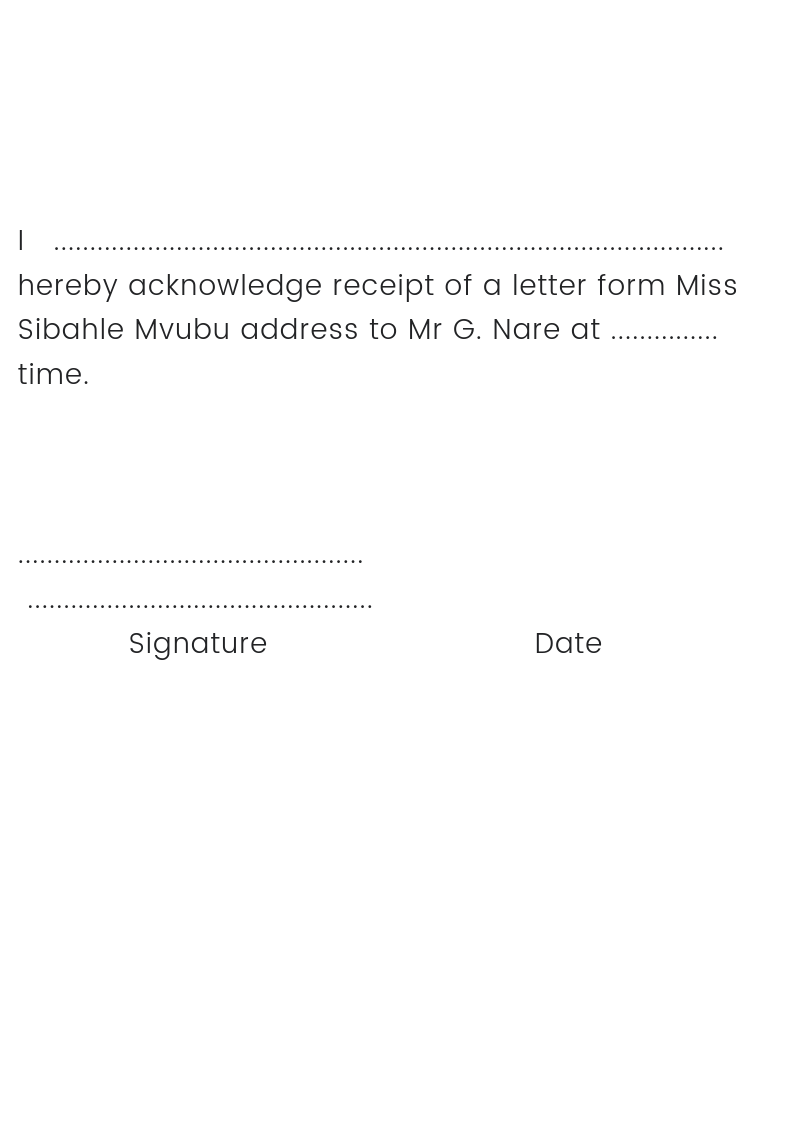 I ............................................................................................
hereby acknowledge receipt of a letter form Miss
Sibahle Mvubu address to Mr G. Nare at ...............
time.
................................................
................................................
Signature Date